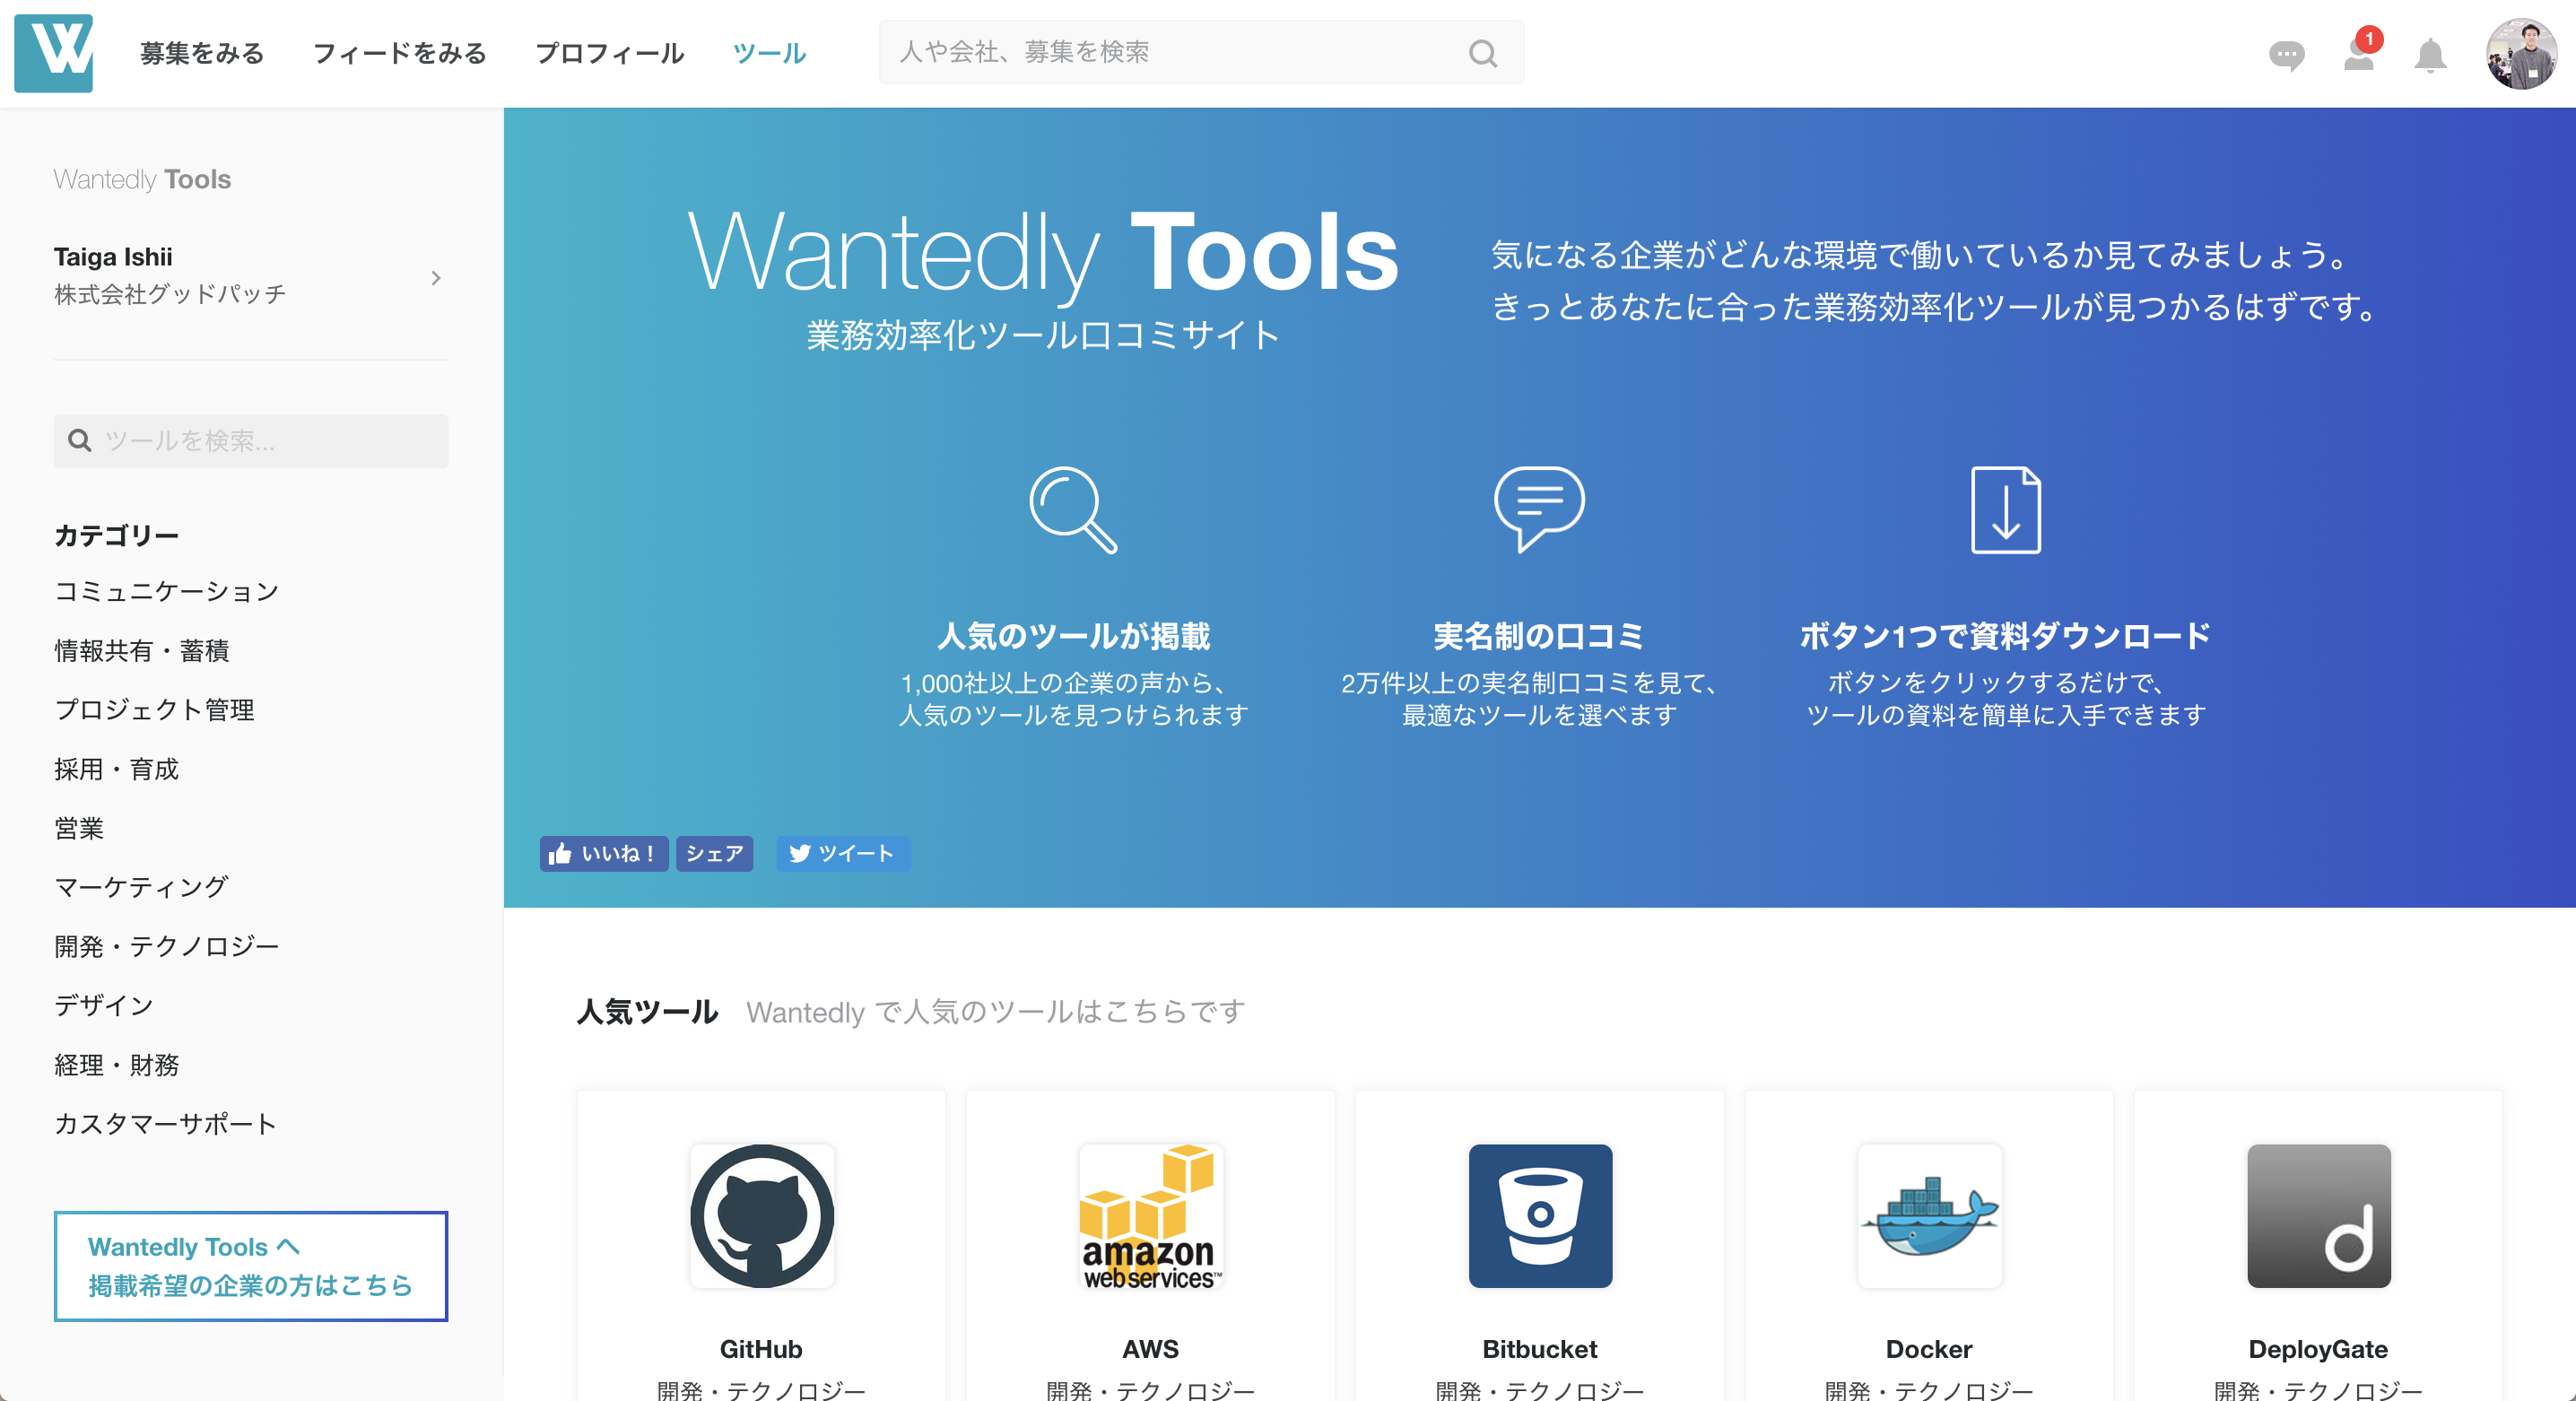 W
募集をみる
フィードをみる
プロフィール
ツール
人や会社、募集を検索
1
Wantedly Tools
Taiga Ishii
株式会社グッドパッチ
ツールを検索...
カテゴリー
コミュニケーション
情報共有・蓄積
プロジェクト管理
採用・育成
営業
マーケティング
開発・テクノロジー
デザイン
経理・財務
カスタマーサポート
Wantedly Tools へ
掲載希望の企業の方はこちら
Wantedly Tools
業務効率化ツール口コミサイト
気になる企業がどんな環境で働いているか見てみましょう。
きっとあなたに合った業務効率化ツールが見つかるはずです。
人気のツールが掲載
1,000社以上の企業の声から、
人気のツールを見つけられます
実名制の口コミ
2万件以上の実名制口コミを見て、
最適なツールを選べます
ボタン1つで資料ダウンロード
ボタンをクリックするだけで、
ツールの資料を簡単に入手できます
いいね！
シェア
ツイート
人気ツール Wantedly で人気のツールはこちらです
GitHub
開発・テクノロジー
amazon
webservices™
AWS
開発・テクノロジー
Bitbucket
開発・テクノロジー
Docker
開発・テクノロジー
d
DeployGate
開発・テクノロジー